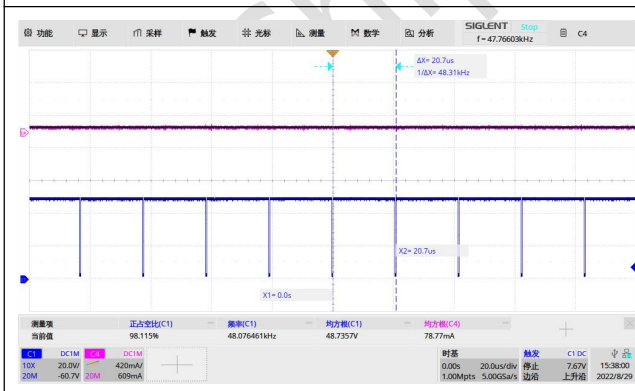 功能 显示 采样 触发 光标 测量 数学 分析 SIGLENT Stop C4
f = 47.76603kHz
ΔX= 20.7us
1/ΔX= 48.31kHz
X2= 20.7us
X1= 0.0s
测量项 正占空比(C1) 频率(C1) 均方根(C1) 均方根(C4)
当前值 98.115% 48.076461kHz 48.7357V 78.77mA
C1 DC1M C4 DC1M 时基 触发 C1 DC
10X 20.0V/ 420mA/ 0.00s 20.0us/div 停止 7.67V 15:38:00
20M -60.7V 20M 609mA 1.00Mpts 5.00GSa/s 边沿 上升沿 2022/8/29